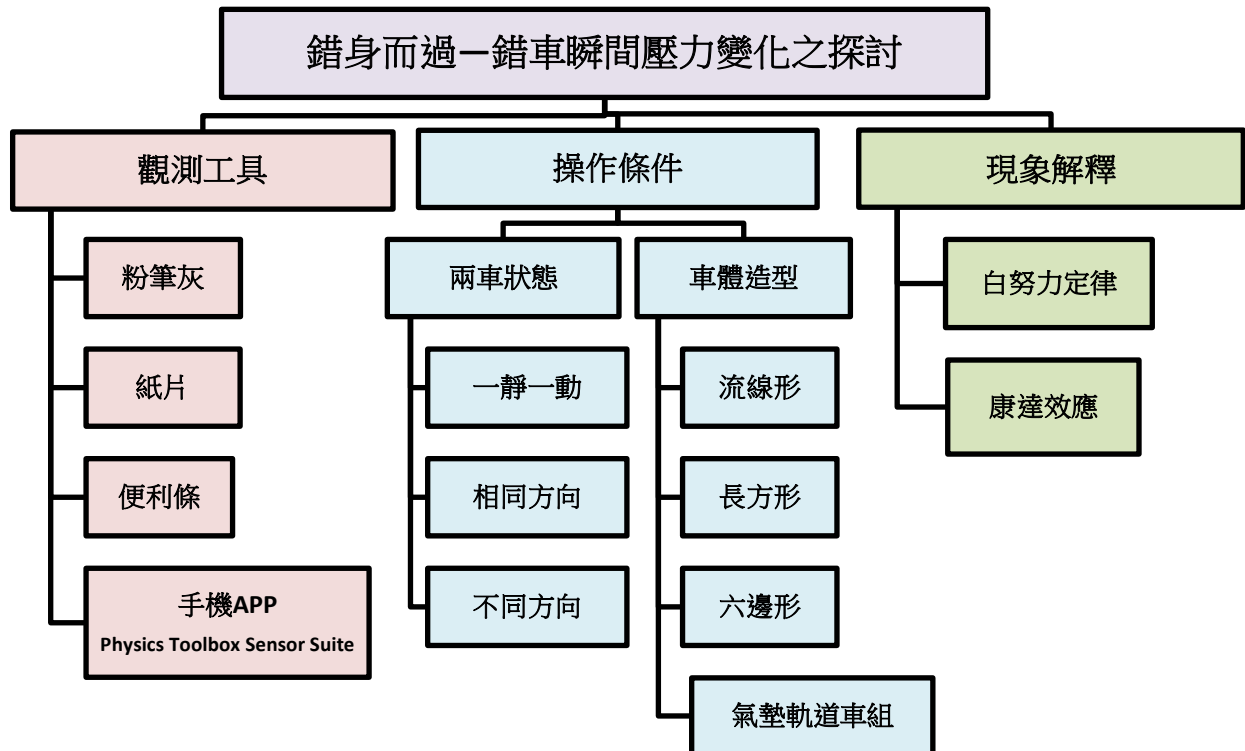 錯身而過—錯車瞬間壓力變化之探討
觀測工具
粉筆灰
紙片
便利條
手機APP
Physics Toolbox Sensor Suite
操作條件
兩車狀態
一靜一動
相同方向
不同方向
車體造型
流線形
長方形
六邊形
氣墊軌道車組
現象解釋
白努力定律
康達效應